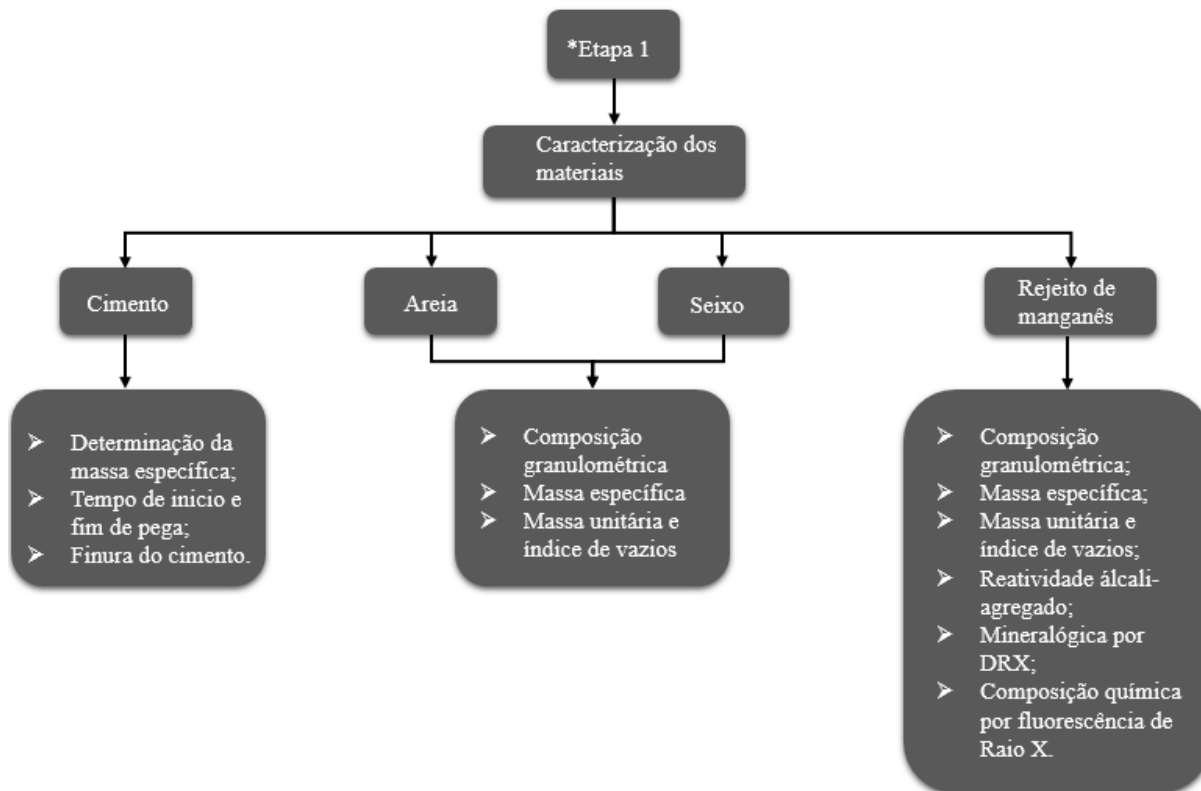 *Etapa 1
Caracterização dos
materiais
Cimento
Areia
Seixo
Rejeito de
manganês
➢ Determinação da
massa específica;
➢ Tempo de inicio e
fim de pega;
➢ Finura do cimento.
➢ Composição
granulométrica
➢ Massa específica
➢ Massa unitária e
índice de vazios
➢ Composição
granulométrica;
➢ Massa específica;
➢ Massa unitária e
índice de vazios;
➢ Reatividade álcali-
agregado;
➢ Mineralógica por
DRX;
➢ Composição química
por fluorescência de
Raio X.